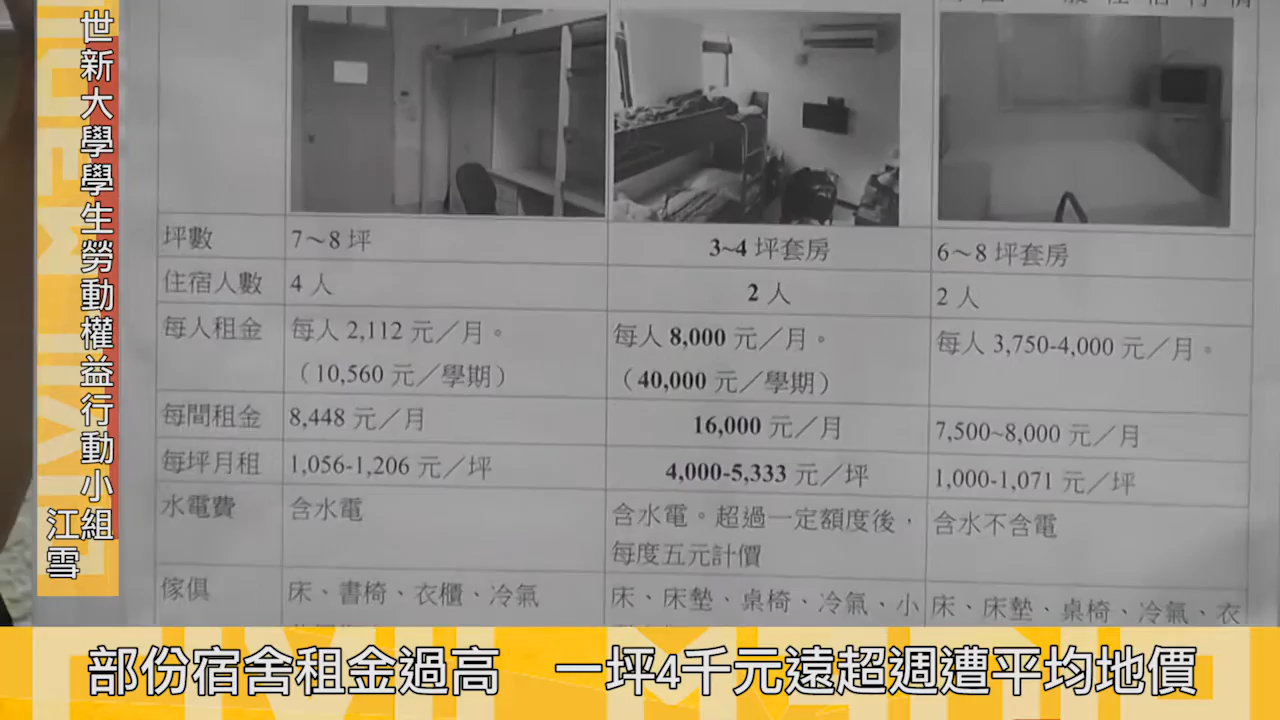 世新大學學生勞動權益行動小組
江雪
坪數 7～8 坪 3~4 坪套房 6～8 坪套房
住宿人數 4 人 2 人 2 人
每人租金 每人 2,112 元／月。 每人 8,000 元／月。 每人 3,750-4,000 元／月。
（10,560 元／學期） （40,000 元／學期）
每間租金 8,448 元／月 16,000 元／月 7,500~8,000 元／月
每坪月租 1,056-1,206 元／坪 4,000-5,333 元／坪 1,000-1,071 元／坪
水電費 含水電 含水電。超過一定額度後， 含水不含電
每度五元計價
傢俱 床、書椅、衣櫃、冷氣 床、床墊、桌椅、冷氣、小 床、床墊、桌椅、冷氣、衣
部份宿舍租金過高 一坪4千元遠超週遭平均地價